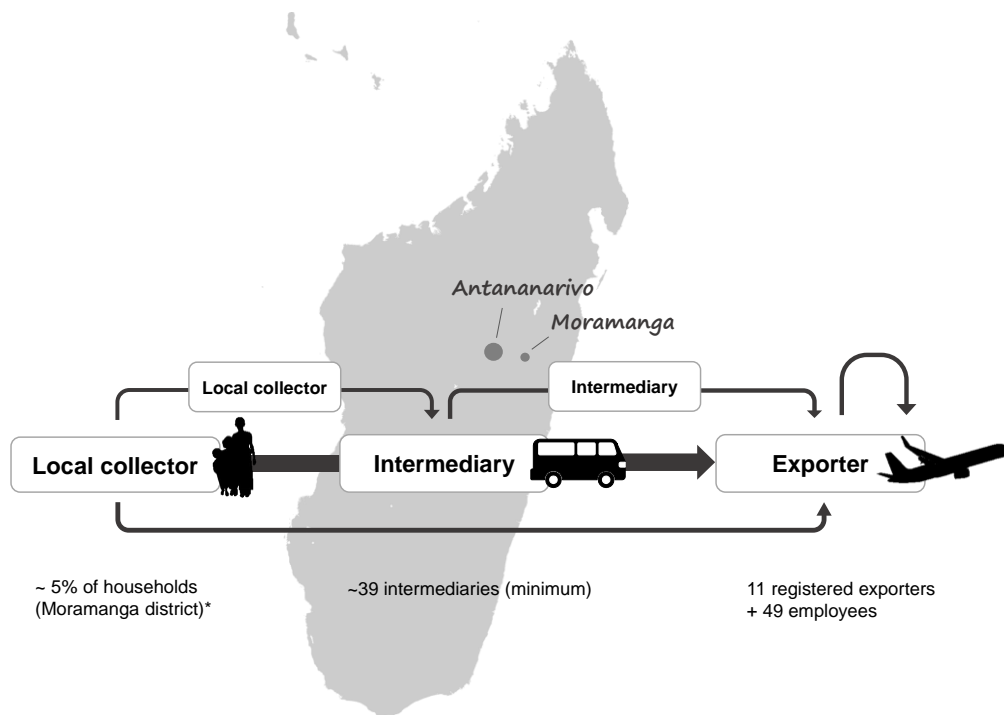 Antananarivo
Moramanga
Local collector
Intermediary
Local collector
Intermediary
Exporter
~ 5% of households
(Moramanga district)*
~39 intermediaries (minimum)
11 registered exporters
+ 49 employees